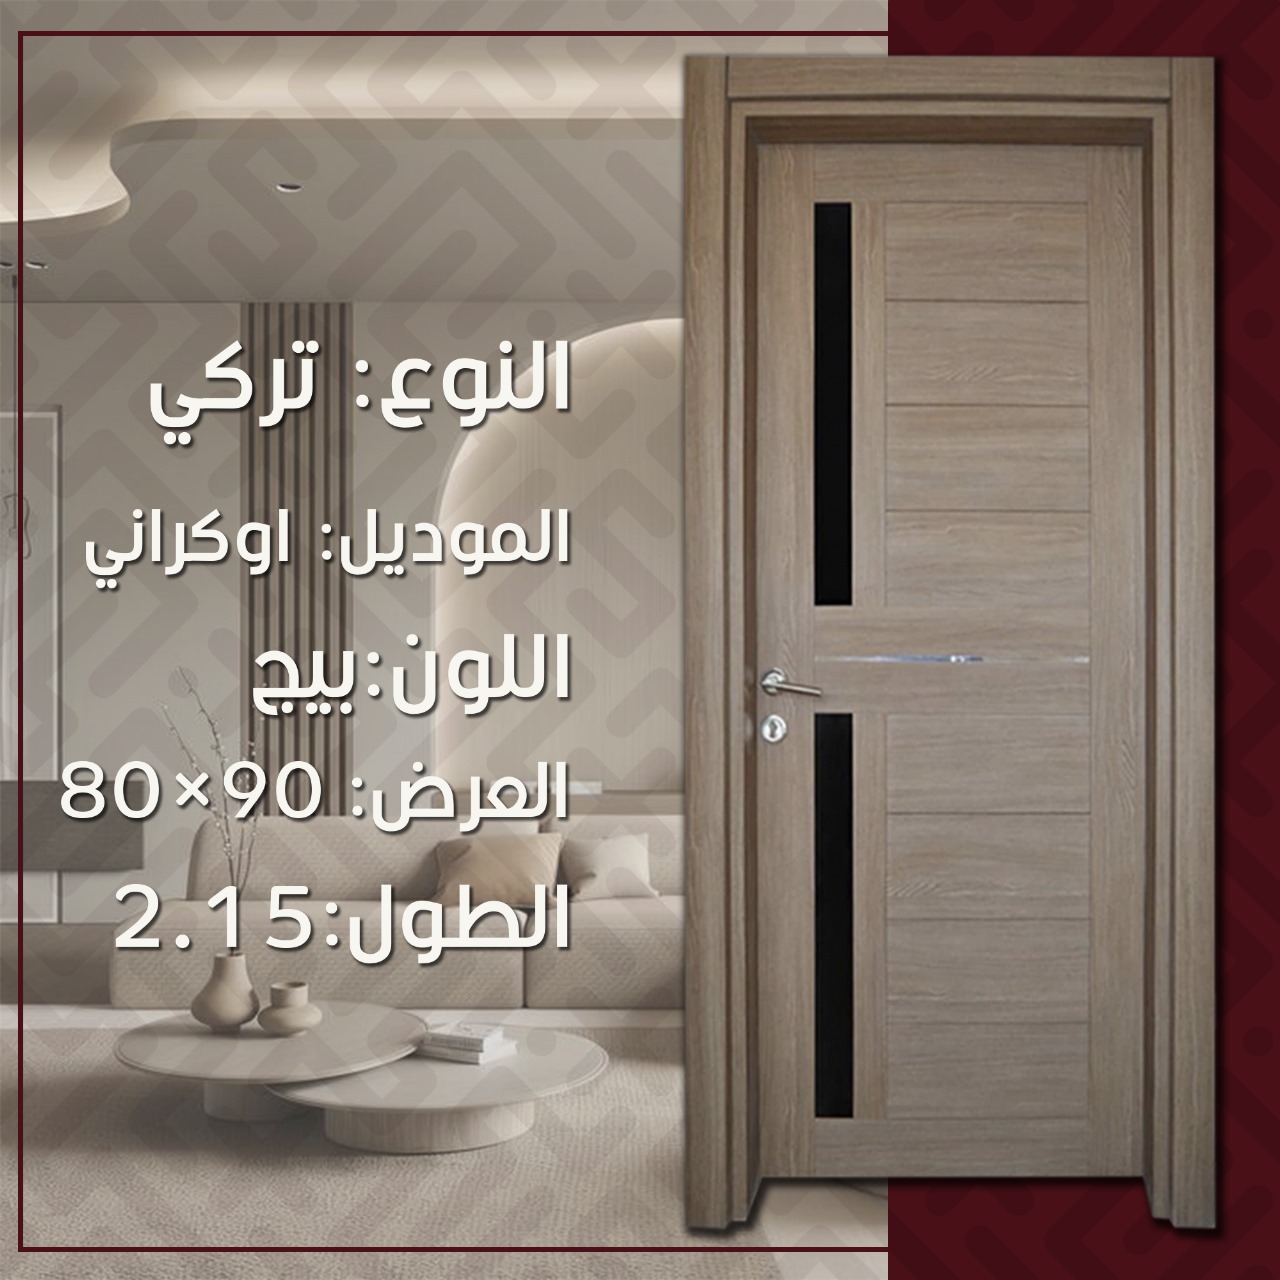 النوع: تركي
الموديل: اوكراني
اللون:بيج
العرض: 90×80
الطول:2.15